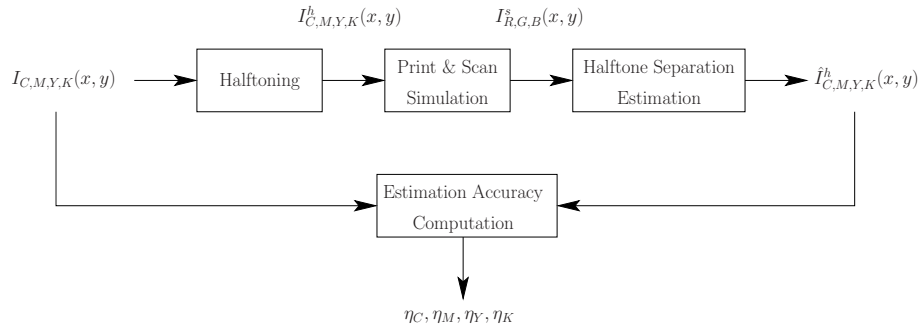 I^h_{C,M,Y,K}(x, y)
I^s_{R,G,B}(x, y)
I_{C,M,Y,K}(x, y)
Halftoning
Print & Scan
Simulation
Halftone Separation
Estimation
Î^h_{C,M,Y,K}(x, y)
Estimation Accuracy
Computation
η_C, η_M, η_Y, η_K